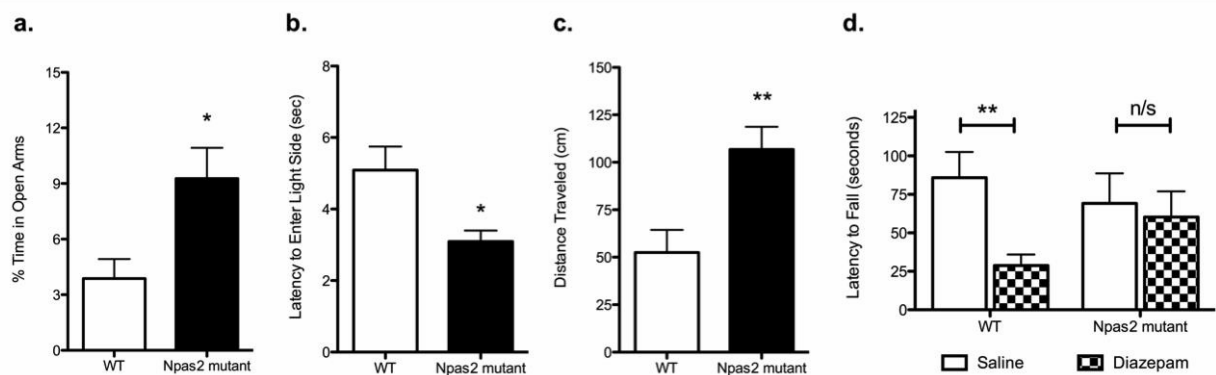 a.
% Time in Open Arms
15
12
9
6
3
0
*
WT
Npas2 mutant
b.
Latency to Enter Light Side (sec)
8
6
4
2
0
*
WT
Npas2 mutant
c.
Distance Traveled (cm)
150
125
100
75
50
25
0
**
WT
Npas2 mutant
d.
Latency to Fall (seconds)
125
100
75
50
25
0
**
n/s
WT
Npas2 mutant
Saline
Diazepam